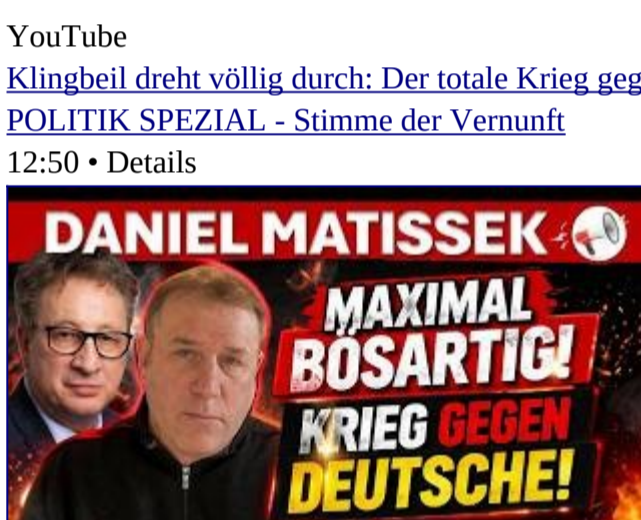 YouTube
Klingbeil dreht völlig durch: Der totale Krieg geg
POLITIK SPEZIAL - Stimme der Vernunft
12:50 • Details
DANIEL MATISSEK
MAXIMAL
BÖSARTIG!
KRIEG GEGEN
DEUTSCHE!